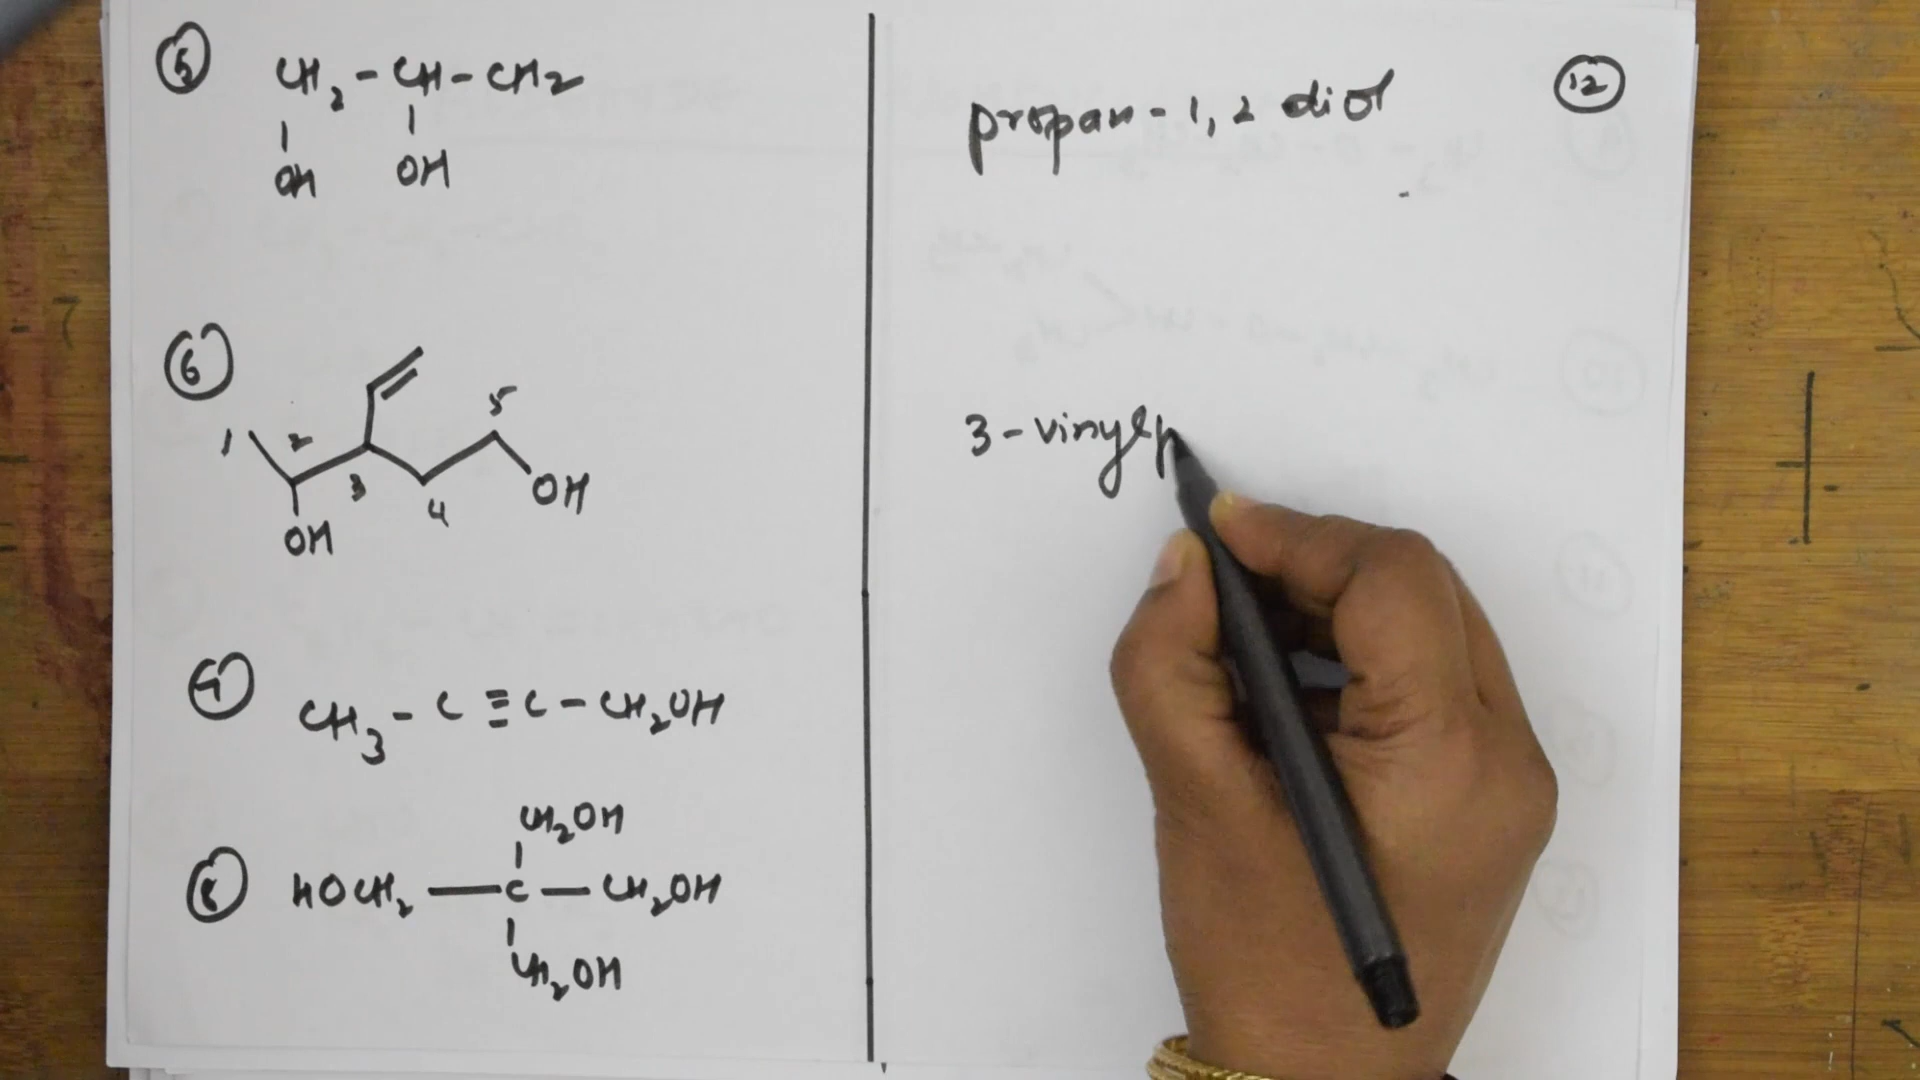 5
CH2 - CH - CH2
OH OH
propan - 1, 2 diol
12
6
1 2 3 4 5
OH
OH
3 - vinylp
7
CH3 - C ≡ C - CH2OH
8
CH2OH
HOCH2 — C — CH2OH
CH2OH